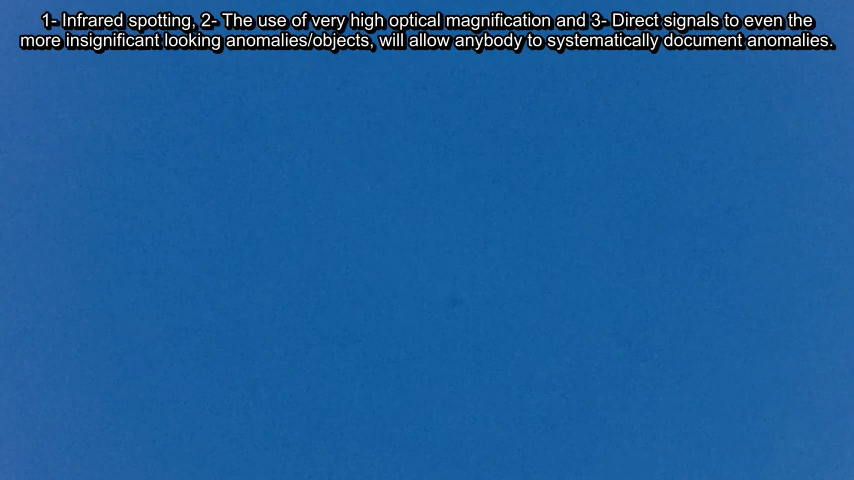 1- Infrared spotting, 2- The use of very high optical magnification and 3- Direct signals to even the
more insignificant looking anomalies/objects, will allow anybody to systematically document anomalies.